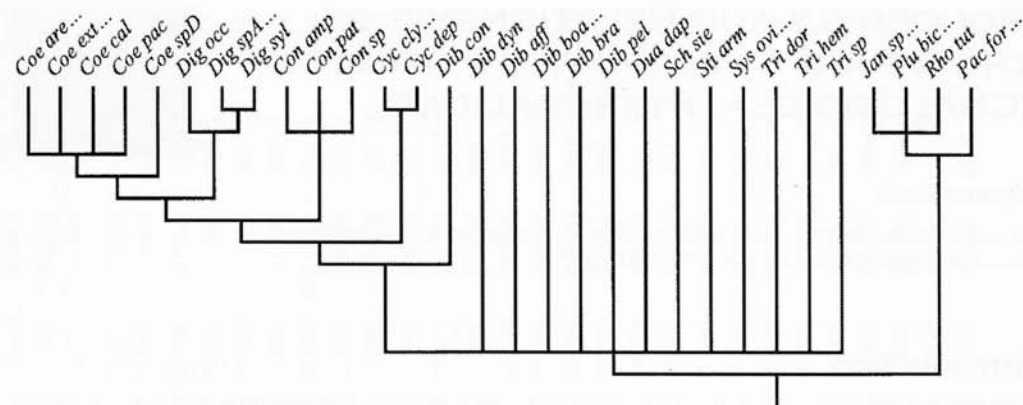 Coe are...
Coe ext...
Coe cal
Coe pac
Coe spD
Dig occ
Dig spA...
Dig syl
Con amp
Con pat
Con sp
Cyc cly...
Cyc dep
Dib con
Dib dyn
Dib aff
Dib boa...
Dib bra
Dib pel
Dua dap
Sch sie
Sti arm
Sys ovi...
Tri dor
Tri hem
Tri sp
Jan sp...
Plu bic...
Rho tut
Pac for...